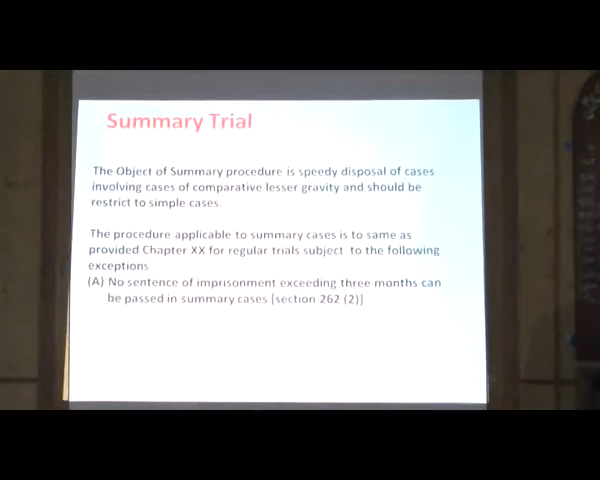 Summary Trial
The Object of Summary procedure is speedy disposal of cases
involving cases of comparative lesser gravity and should be
restrict to simple cases.
The procedure applicable to summary cases is to same as
provided Chapter XX for regular trials subject to the following
exceptions
(A) No sentence of imprisonment exceeding three months can
be passed in summary cases [section 262 (2)]